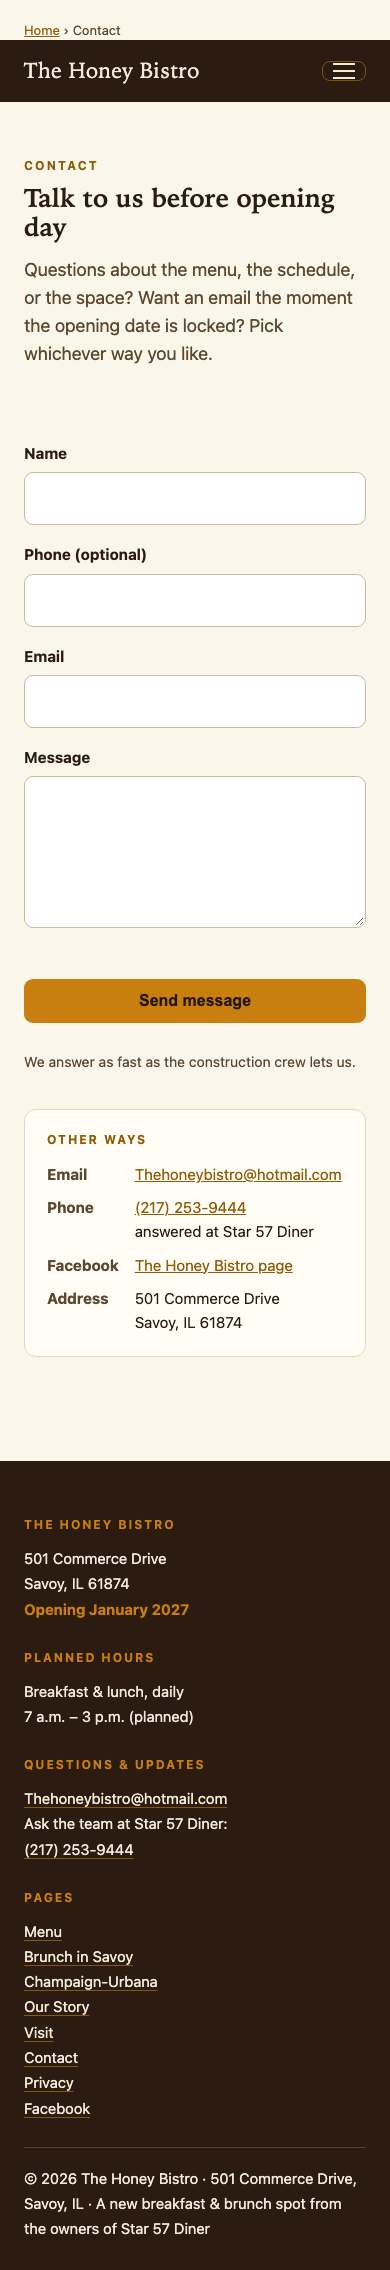 Home › Contact
The Honey Bistro
CONTACT
Talk to us before opening
day
Questions about the menu, the schedule,
or the space? Want an email the moment
the opening date is locked? Pick
whichever way you like.
Name
Phone (optional)
Email
Message
Send message
We answer as fast as the construction crew lets us.
OTHER WAYS
Email Thehoneybistro@hotmail.com
Phone (217) 253-9444
answered at Star 57 Diner
Facebook The Honey Bistro page
Address 501 Commerce Drive
Savoy, IL 61874
THE HONEY BISTRO
501 Commerce Drive
Savoy, IL 61874
Opening January 2027
PLANNED HOURS
Breakfast & lunch, daily
7 a.m. – 3 p.m. (planned)
QUESTIONS & UPDATES
Thehoneybistro@hotmail.com
Ask the team at Star 57 Diner:
(217) 253-9444
PAGES
Menu
Brunch in Savoy
Champaign-Urbana
Our Story
Visit
Contact
Privacy
Facebook
© 2026 The Honey Bistro · 501 Commerce Drive,
Savoy, IL · A new breakfast & brunch spot from
the owners of Star 57 Diner